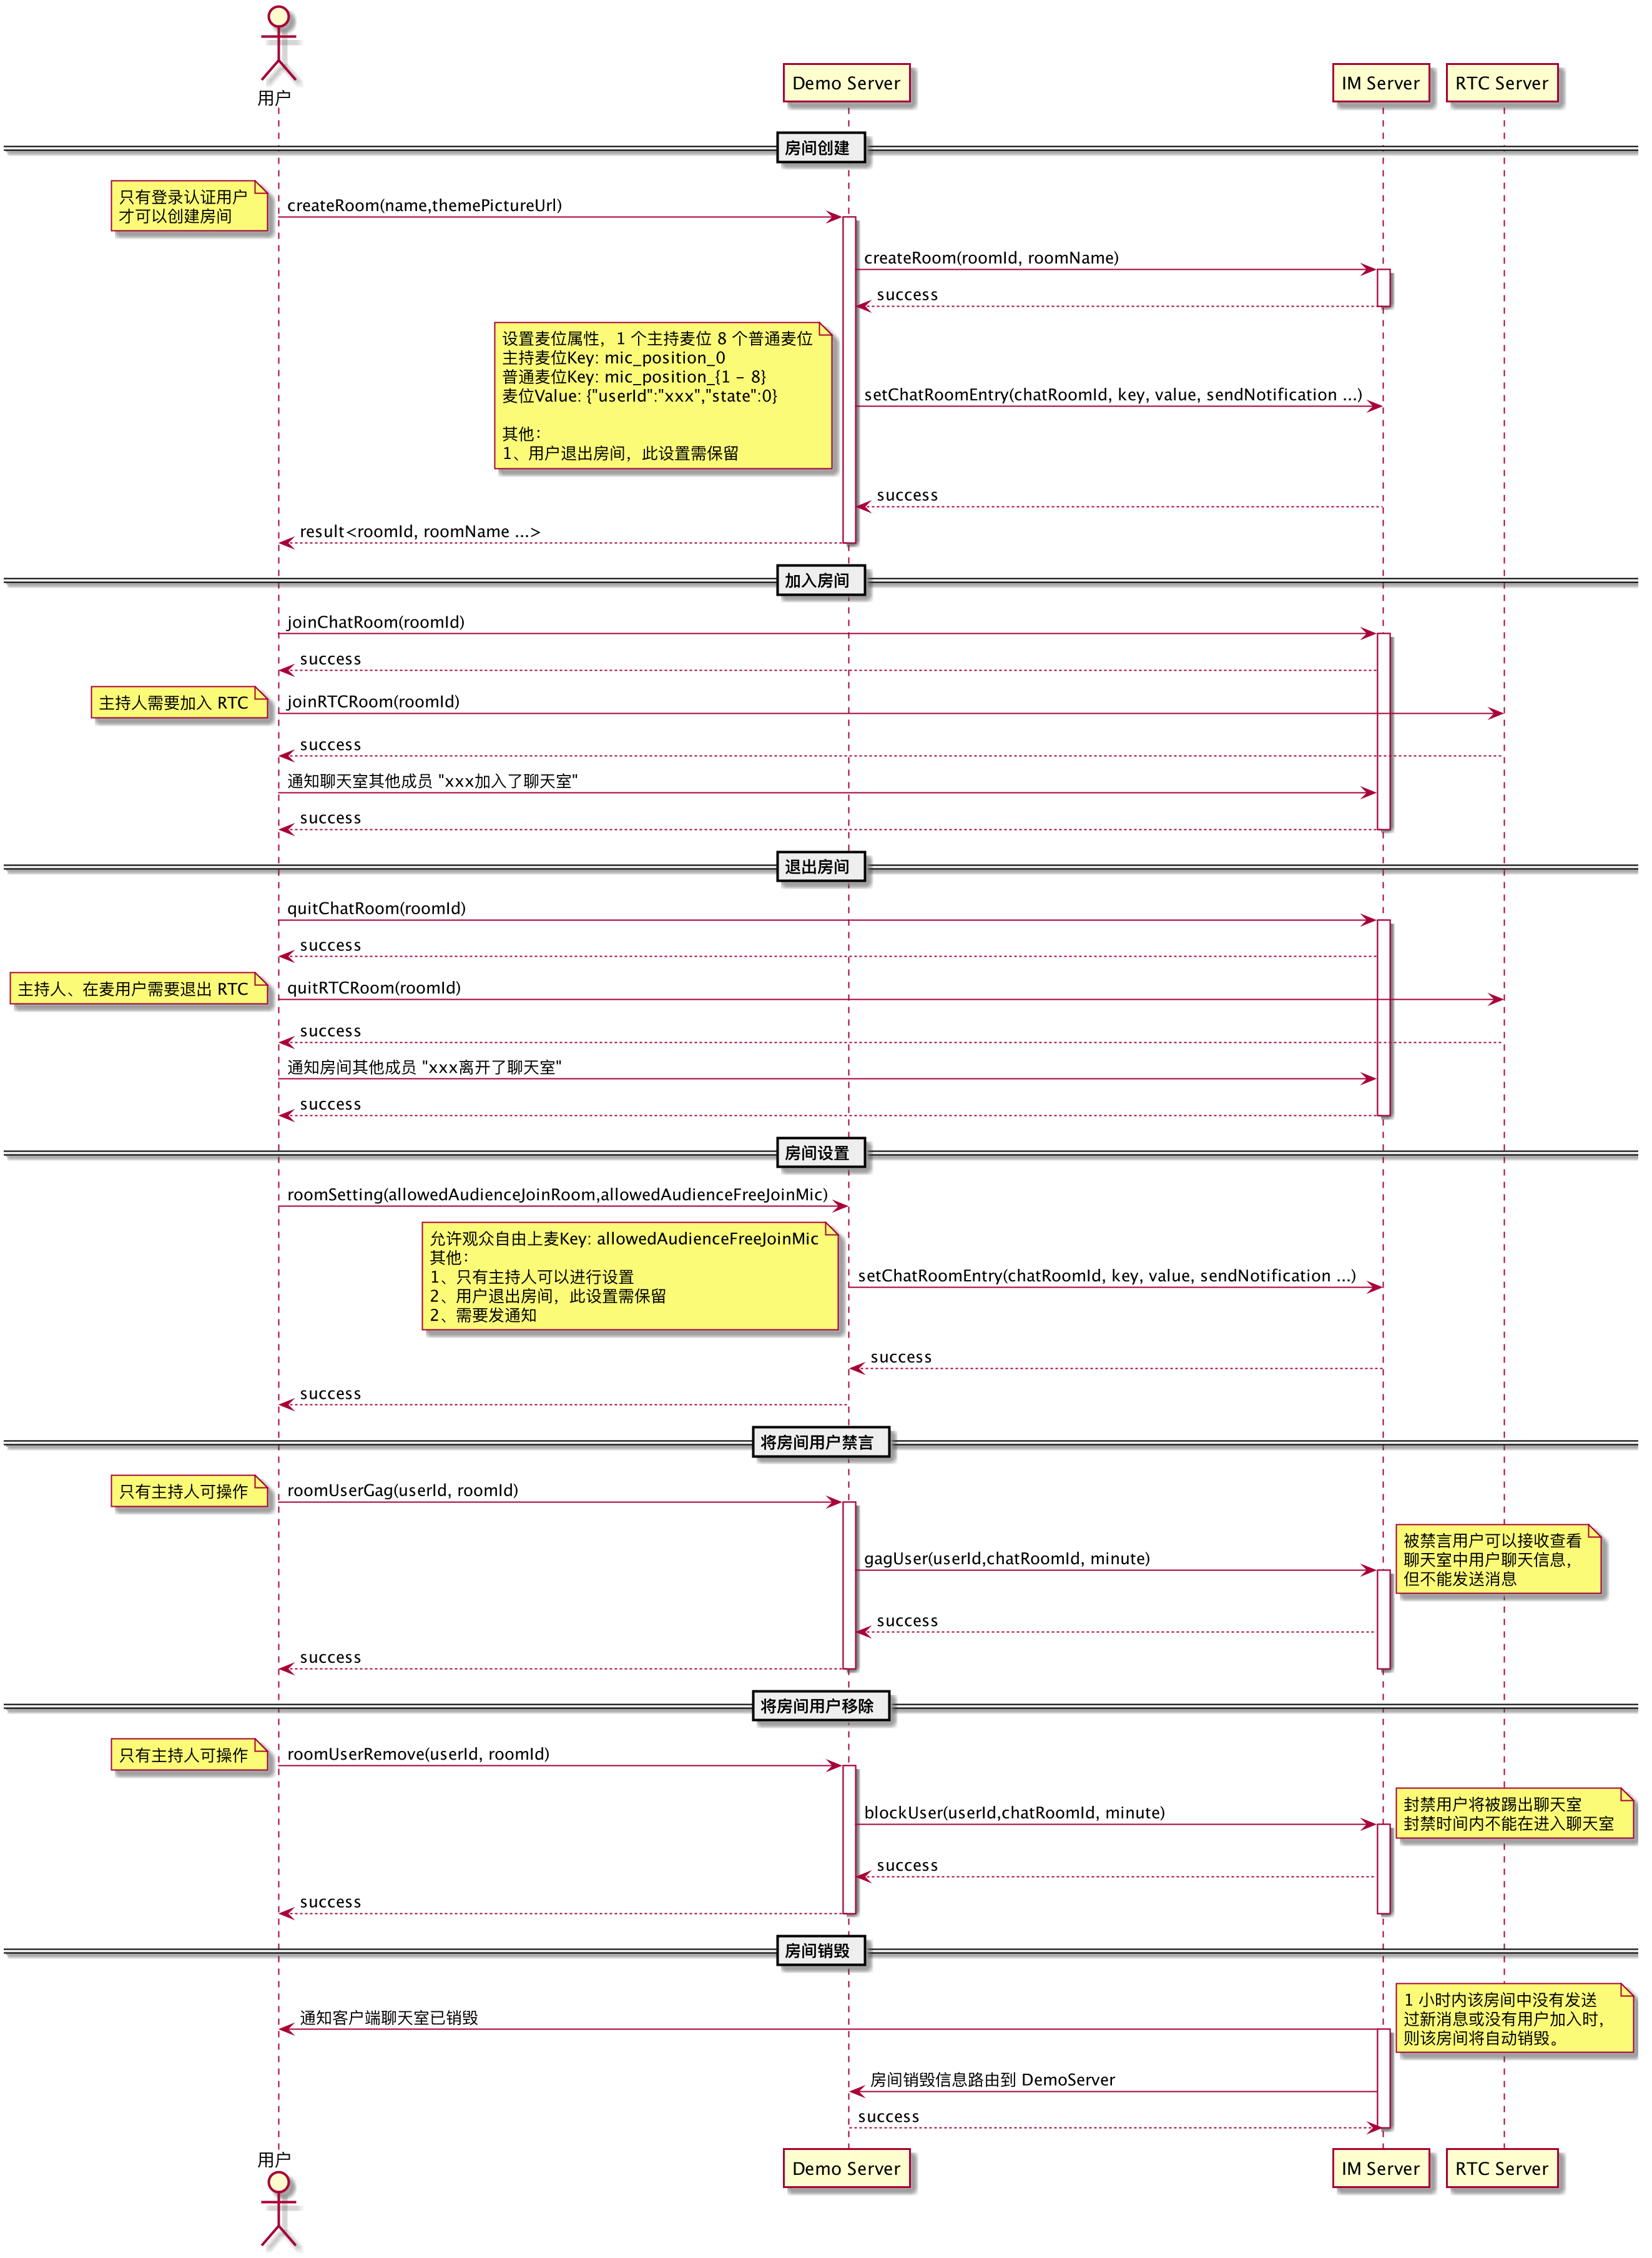 用户
Demo Server
IM Server
RTC Server
房间创建
只有登录认证用户
才可以创建房间
createRoom(name,themePictureUrl)
createRoom(roomId, roomName)
success
设置麦位属性，1 个主持麦位 8 个普通麦位
主持麦位Key: mic_position_0
普通麦位Key: mic_position_{1 - 8}
麦位Value: {"userId":"xxx","state":0}
其他：
1、用户退出房间，此设置需保留
setChatRoomEntry(chatRoomId, key, value, sendNotification ...)
success
result<roomId, roomName ...>
加入房间
joinChatRoom(roomId)
success
主持人需要加入 RTC
joinRTCRoom(roomId)
success
通知聊天室其他成员 "xxx加入了聊天室"
success
退出房间
quitChatRoom(roomId)
success
主持人、在麦用户需要退出 RTC
quitRTCRoom(roomId)
success
通知房间其他成员 "xxx离开了聊天室"
success
房间设置
roomSetting(allowedAudienceJoinRoom,allowedAudienceFreeJoinMic)
允许观众自由上麦Key: allowedAudienceFreeJoinMic
其他：
1、只有主持人可以进行设置
2、用户退出房间，此设置需保留
2、需要发通知
setChatRoomEntry(chatRoomId, key, value, sendNotification ...)
success
success
将房间用户禁言
只有主持人可操作
roomUserGag(userId, roomId)
被禁言用户可以接收查看
聊天室中用户聊天信息，
但不能发送消息
gagUser(userId,chatRoomId, minute)
success
success
将房间用户移除
只有主持人可操作
roomUserRemove(userId, roomId)
封禁用户将被踢出聊天室
封禁时间内不能在进入聊天室
blockUser(userId,chatRoomId, minute)
success
success
房间销毁
1 小时内该房间中没有发送
过新消息或没有用户加入时，
则该房间将自动销毁。
通知客户端聊天室已销毁
房间销毁信息路由到 DemoServer
success
用户
Demo Server
IM Server
RTC Server